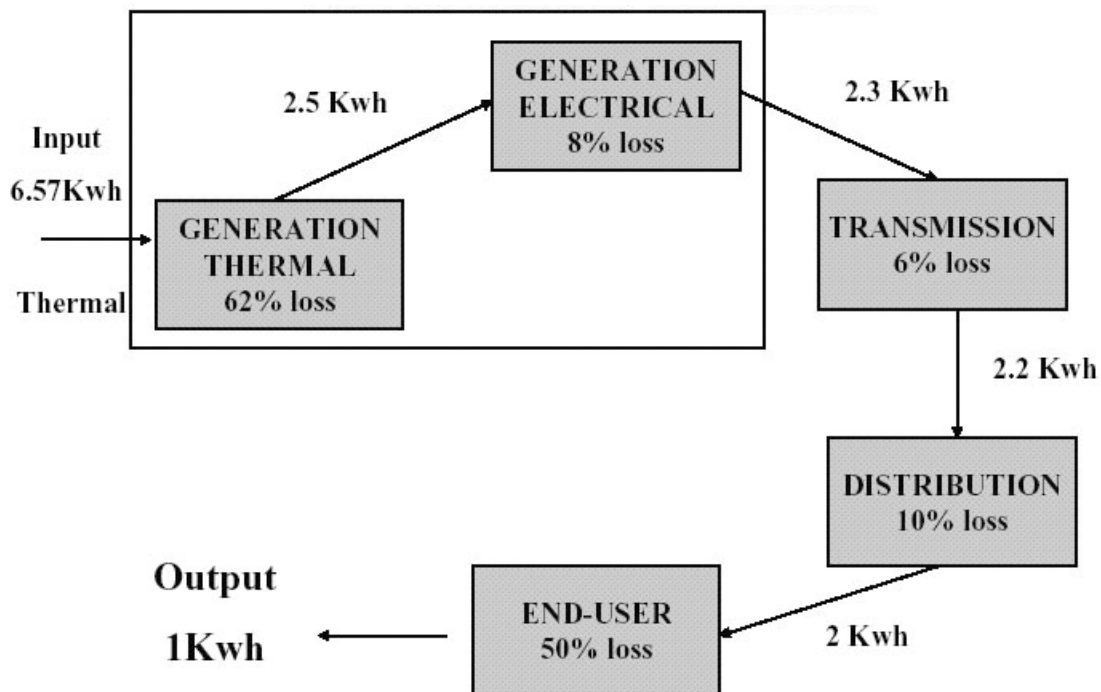 Input
6.57Kwh
Thermal
GENERATION
THERMAL
62% loss
2.5 Kwh
GENERATION
ELECTRICAL
8% loss
2.3 Kwh
TRANSMISSION
6% loss
2.2 Kwh
DISTRIBUTION
10% loss
2 Kwh
END-USER
50% loss
Output
1Kwh